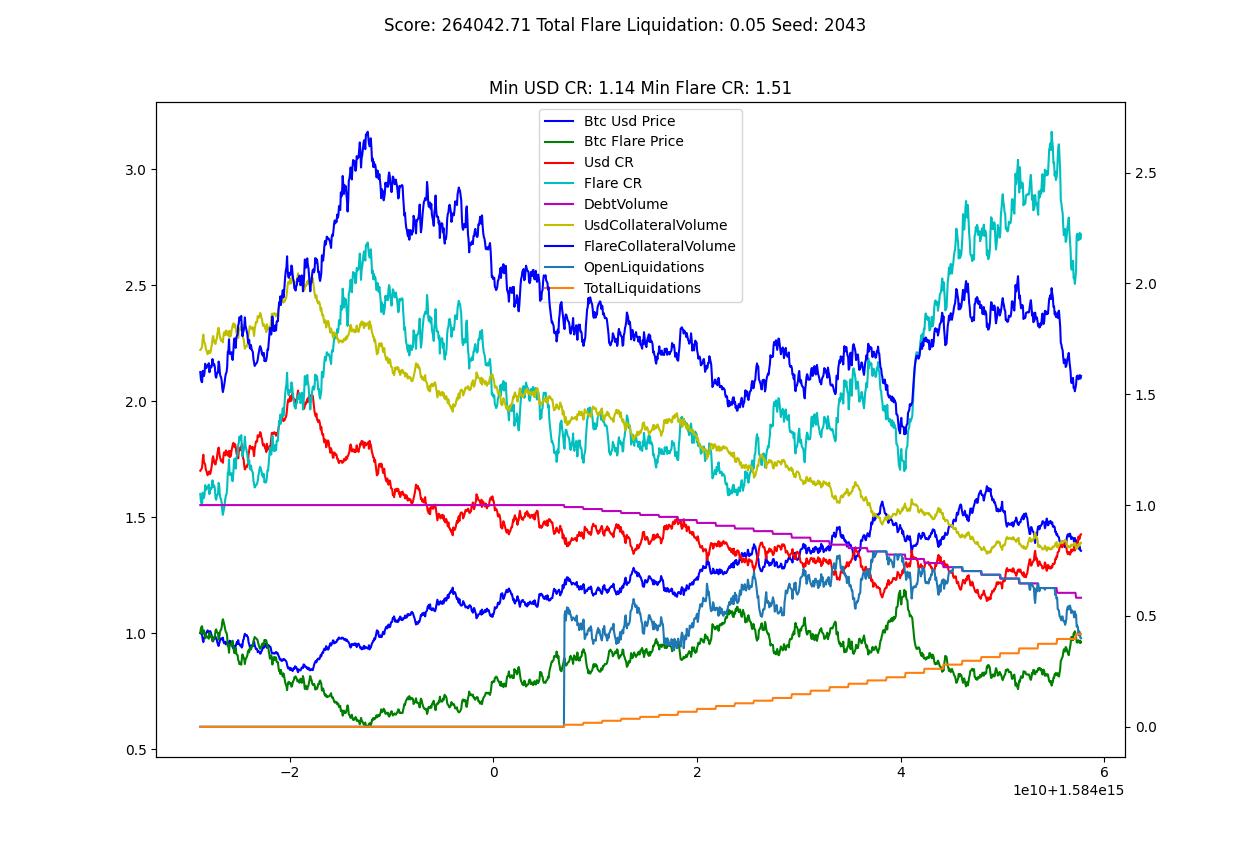 Score: 264042.71 Total Flare Liquidation: 0.05 Seed: 2043
Min USD CR: 1.14 Min Flare CR: 1.51
Btc Usd Price
Btc Flare Price
Usd CR
Flare CR
DebtVolume
UsdCollateralVolume
FlareCollateralVolume
OpenLiquidations
TotalLiquidations
3.0
2.5
2.0
1.5
1.0
0.5
2.5
2.0
1.5
1.0
0.5
0.0
−2 0 2 4 6
1e10+1.584e15